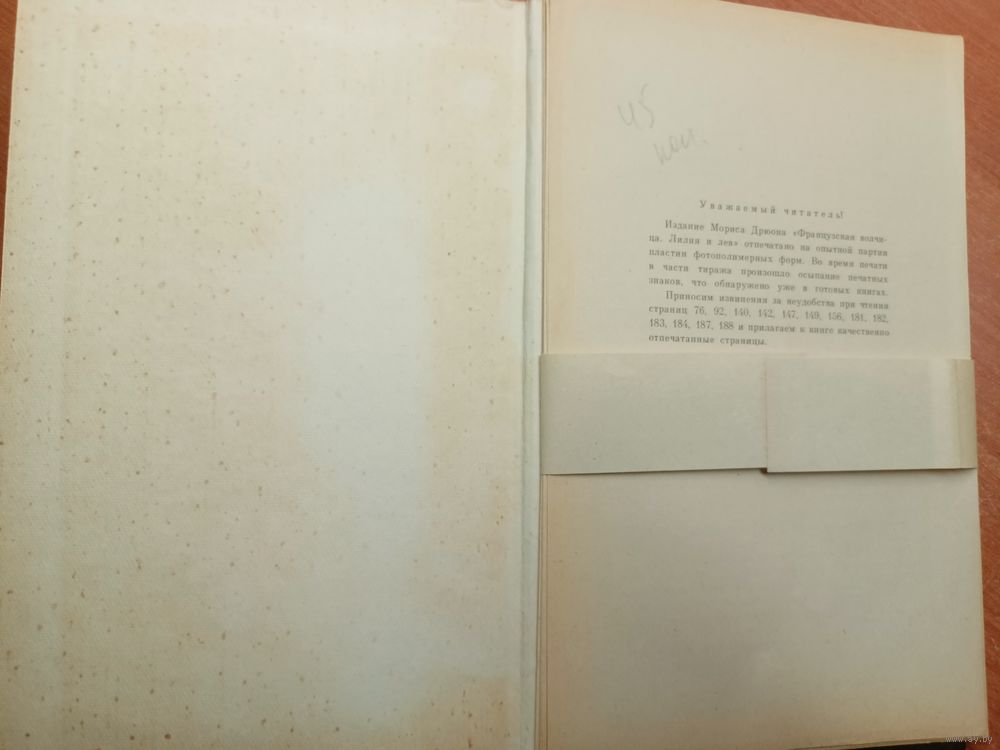 45
коп.
Уважаемый читатель!
Издание Мориса Дрюона «Французская волчи-
ца. Лилия и лев» отпечатано на опытной партии
пластин фотополимерных форм. Во время печати
в части тиража произошло осыпание печатных
знаков, что обнаружено уже в готовых книгах.
Приносим извинения за неудобства при чтении
страниц 76, 92, 140, 142, 147, 149, 156, 181, 182,
183, 184, 187, 188 и прилагаем к книге качественно
отпечатанные страницы.
www.ay.by